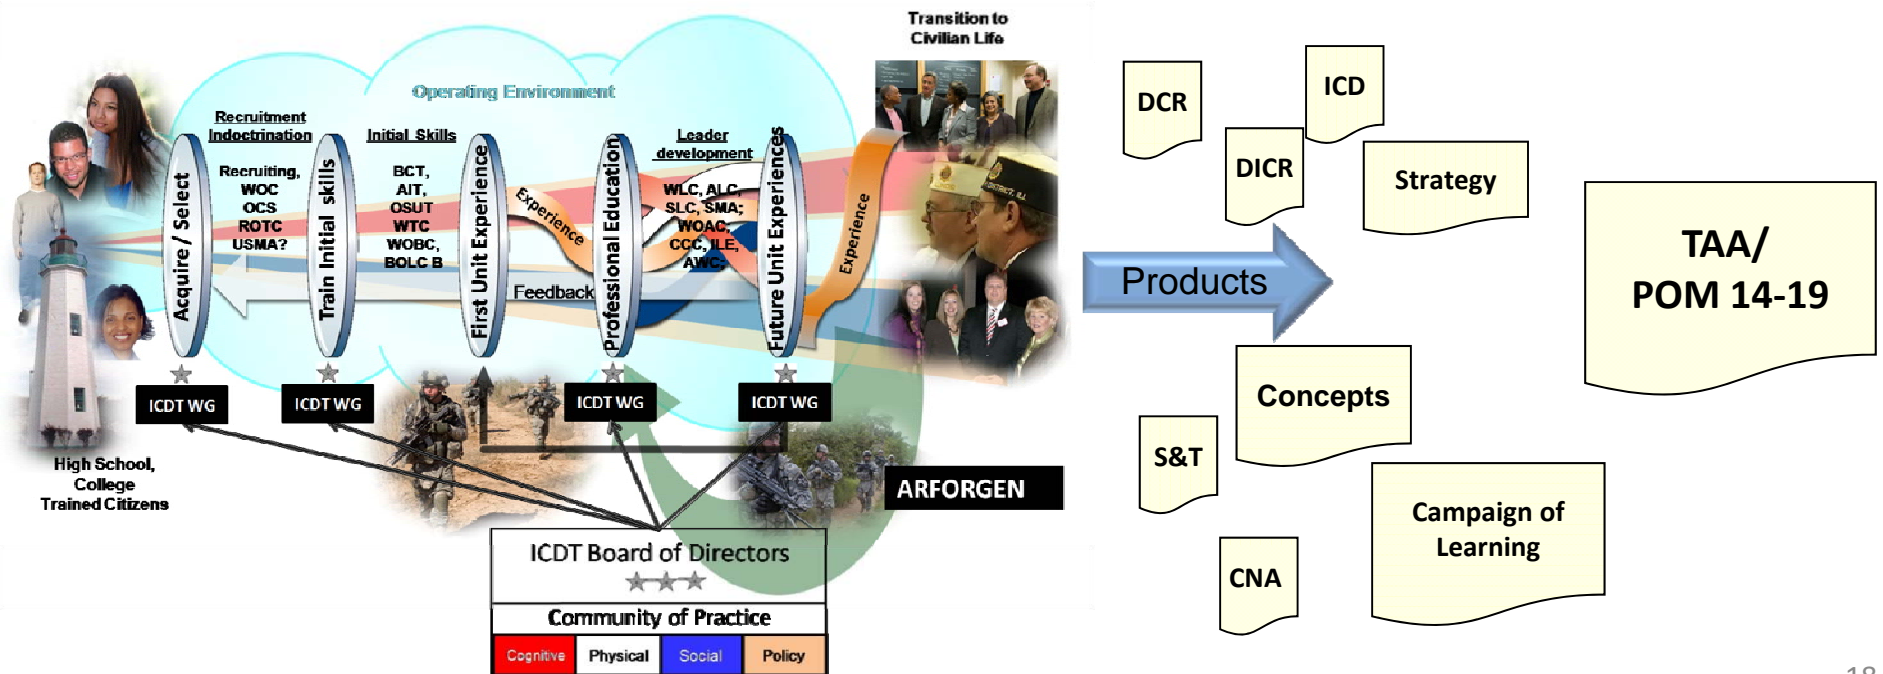 Transition to
Civilian Life
Operating Environment
Recruitment
Indoctrination
Recruiting,
WOC
OCS
ROTC
USMA?
Initial Skills
BCT,
AIT,
OSUT
WTC
WOBC,
BOLC B
Leader
development
WLC, ALC,
SLC, SMA;
WOAC,
CCC, ILE,
AWC;
Acquire / Select
Train Initial skills
First Unit Experience
Experience
Professional Education
Future Unit Experiences
Experience
Feedback
ICDT WG
ICDT WG
ICDT WG
ICDT WG
High School,
College
Trained Citizens
ARFORGEN
ICDT Board of Directors
Community of Practice
Cognitive
Physical
Social
Policy
Products
DCR
ICD
DICR
Strategy
TAA/
POM 14-19
Concepts
S&T
Campaign of
Learning
CNA
18